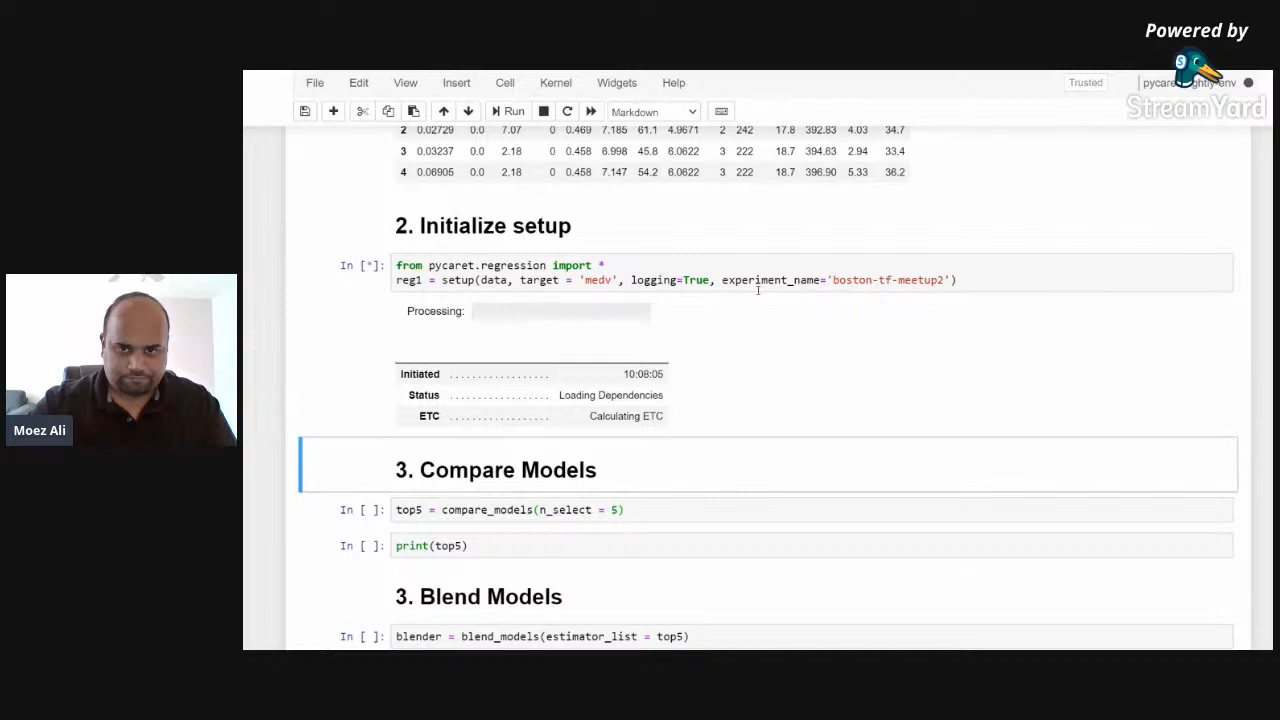 Powered by
StreamYard
File Edit View Insert Cell Kernel Widgets Help
Trusted
Run
Markdown
2 0.02729 0.0 7.07 0 0.469 7.185 61.1 4.9671 2 242 17.8 392.83 4.03 34.7
3 0.03237 0.0 2.18 0 0.458 6.998 45.8 6.0622 3 222 18.7 394.63 2.94 33.4
4 0.06905 0.0 2.18 0 0.458 7.147 54.2 6.0622 3 222 18.7 396.90 5.33 36.2
2. Initialize setup
In [*]: from pycaret.regression import *
reg1 = setup(data, target = 'medv', logging=True, experiment_name='boston-tf-meetup2')
Processing:
Initiated .................. 10:08:05
Status .................. Loading Dependencies
ETC .................. Calculating ETC
Moez Ali
3. Compare Models
In [ ]: top5 = compare_models(n_select = 5)
In [ ]: print(top5)
3. Blend Models
In [ ]: blender = blend_models(estimator_list = top5)